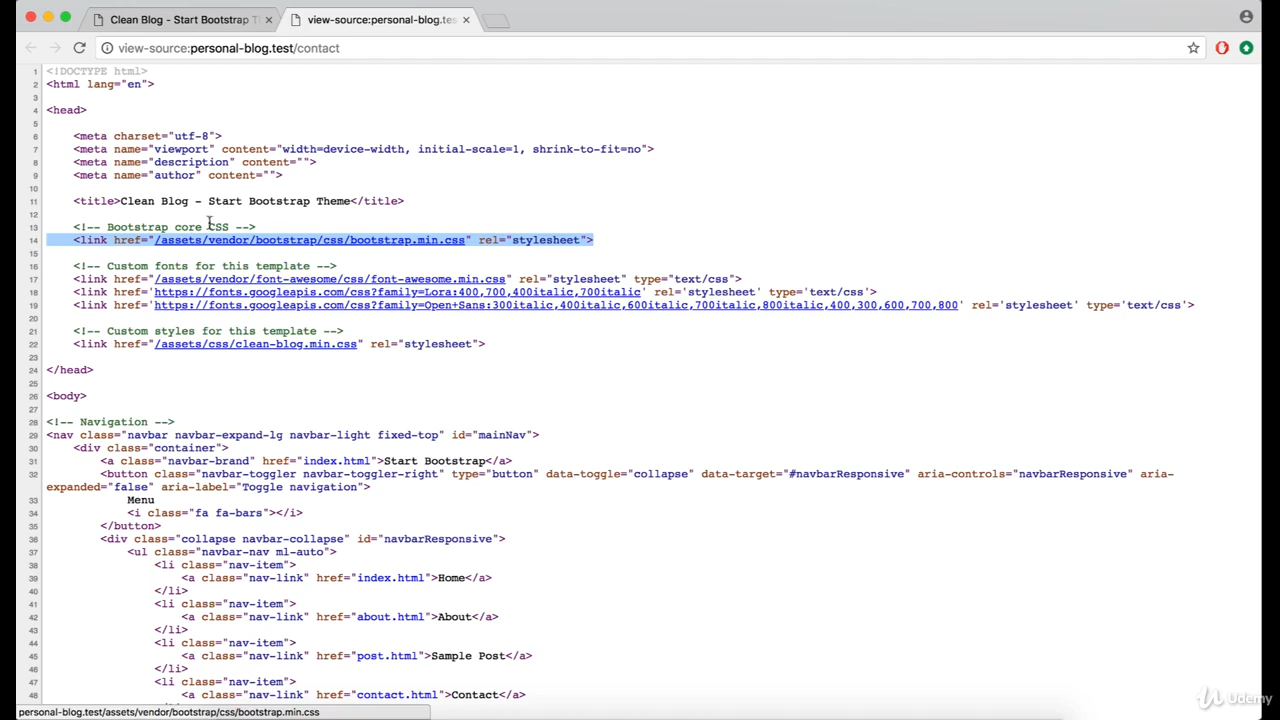 Clean Blog - Start Bootstrap Th
view-source:personal-blog.tes
view-source:personal-blog.test/contact
1 <!DOCTYPE html>
2 <html lang="en">
3
4 <head>
5
6 <meta charset="utf-8">
7 <meta name="viewport" content="width=device-width, initial-scale=1, shrink-to-fit=no">
8 <meta name="description" content="">
9 <meta name="author" content="">
10
11 <title>Clean Blog - Start Bootstrap Theme</title>
12
13 <!-- Bootstrap core CSS -->
14 <link href="/assets/vendor/bootstrap/css/bootstrap.min.css" rel="stylesheet">
15
16 <!-- Custom fonts for this template -->
17 <link href="/assets/vendor/font-awesome/css/font-awesome.min.css" rel="stylesheet" type="text/css">
18 <link href='https://fonts.googleapis.com/css?family=Lora:400,700,400italic,700italic' rel='stylesheet' type='text/css'>
19 <link href='https://fonts.googleapis.com/css?family=Open+Sans:300italic,400italic,600italic,700italic,800italic,400,300,600,700,800' rel='stylesheet' type='text/css'>
20
21 <!-- Custom styles for this template -->
22 <link href="/assets/css/clean-blog.min.css" rel="stylesheet">
23
24 </head>
25
26 <body>
27
28 <!-- Navigation -->
29 <nav class="navbar navbar-expand-lg navbar-light fixed-top" id="mainNav">
30 <div class="container">
31 <a class="navbar-brand" href="index.html">Start Bootstrap</a>
32 <button class="navbar-toggler navbar-toggler-right" type="button" data-toggle="collapse" data-target="#navbarResponsive" aria-controls="navbarResponsive" aria-
expanded="false" aria-label="Toggle navigation">
33 Menu
34 <i class="fa fa-bars"></i>
35 </button>
36 <div class="collapse navbar-collapse" id="navbarResponsive">
37 <ul class="navbar-nav ml-auto">
38 <li class="nav-item">
39 <a class="nav-link" href="index.html">Home</a>
40 </li>
41 <li class="nav-item">
42 <a class="nav-link" href="about.html">About</a>
43 </li>
44 <li class="nav-item">
45 <a class="nav-link" href="post.html">Sample Post</a>
46 </li>
47 <li class="nav-item">
48 <a class="nav-link" href="contact.html">Contact</a>
personal-blog.test/assets/vendor/bootstrap/css/bootstrap.min.css
Udemy